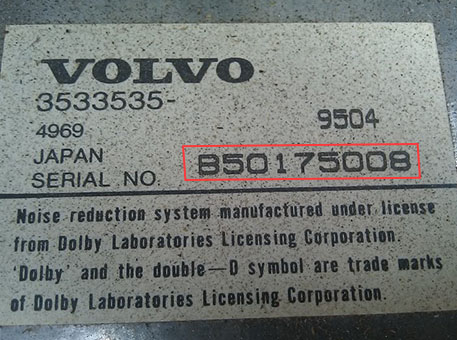 VOLVO
3533535-
4969 9504
JAPAN
SERIAL NO. B50175008
Noise reduction system manufactured under license
from Dolby Laboratories Licensing Corporation.
'Dolby' and the double-D symbol are trade marks
of Dolby Laboratories Licensing Corporation.